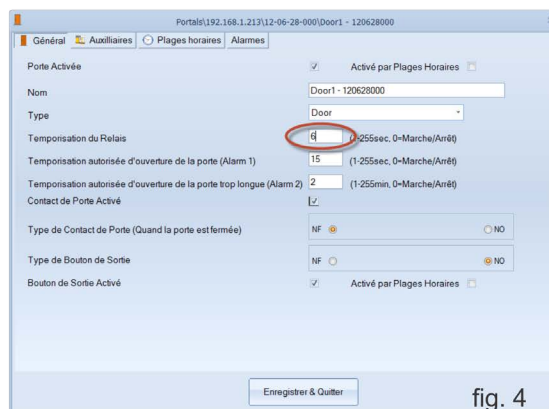 Portals\192.168.1.213\12-06-28-000\Door1 - 120628000
Général Auxilliaires Plages horaires Alarmes
Porte Activée Activé par Plages Horaires
Nom Door1 - 120628000
Type Door
Temporisation du Relais 6 (1-255sec, 0=Marche/Arrêt)
Temporisation autorisée d'ouverture de la porte (Alarm 1) 15 (1-255sec, 0=Marche/Arrêt)
Temporisation autorisée d'ouverture de la porte trop longue (Alarm 2) 2 (1-255min, 0=Marche/Arrêt)
Contact de Porte Activé
Type de Contact de Porte (Quand la porte est fermée) NF NO
Type de Bouton de Sortie NF NO
Bouton de Sortie Activé Activé par Plages Horaires
Enregistrer & Quitter
fig. 4